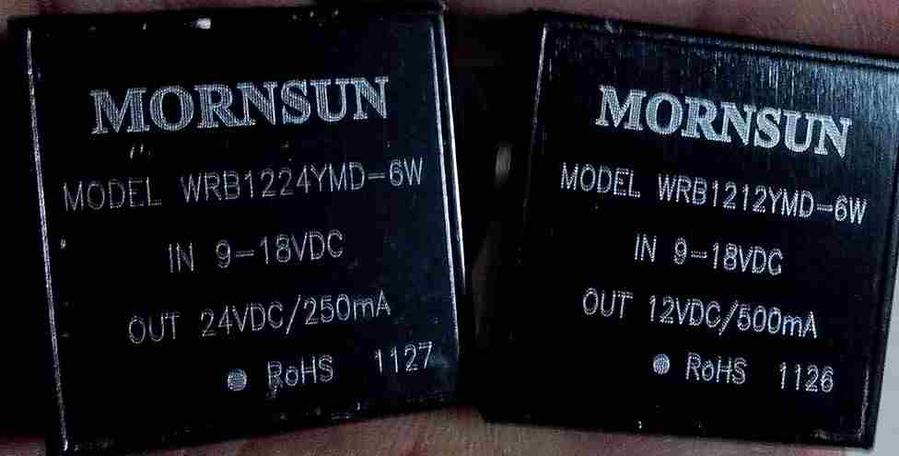 MORNSUN
MODEL WRB1224YMD-6W
IN 9-18VDC
OUT 24VDC/250mA
RoHS 1127
MORNSUN
MODEL WRB1212YMD-6W
IN 9-18VDC
OUT 12VDC/500mA
RoHS 1126